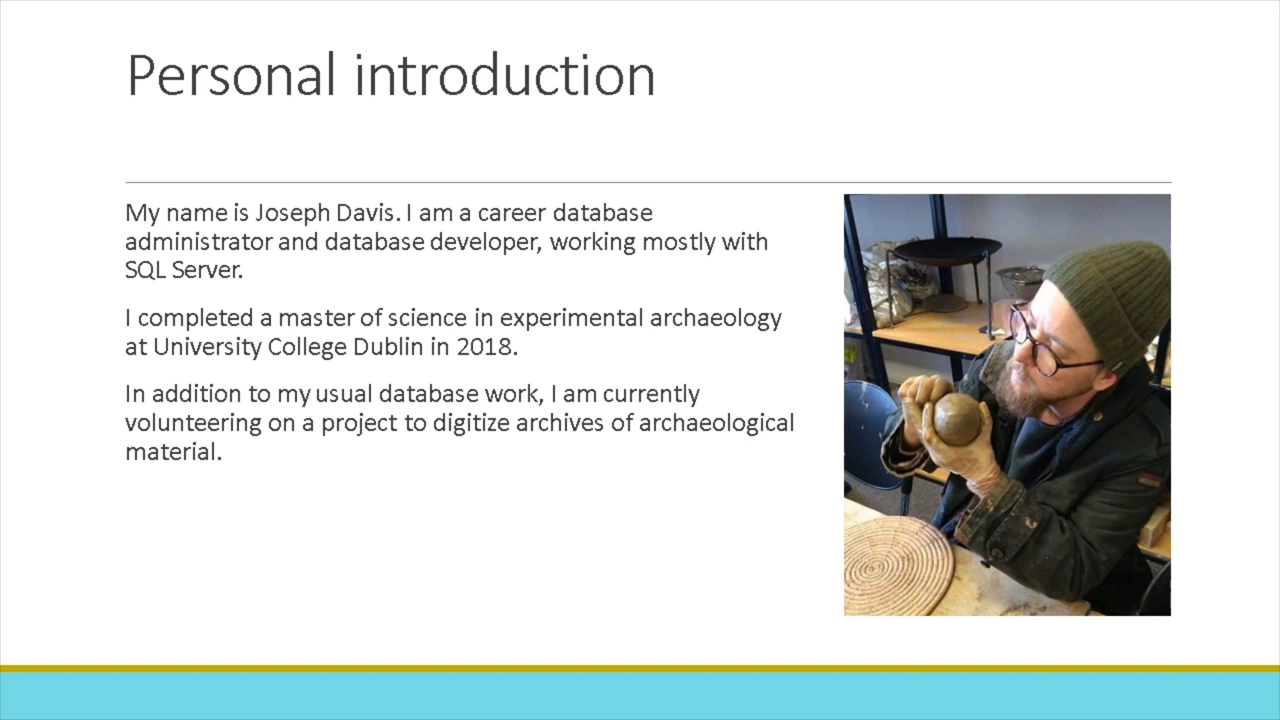 Personal introduction
My name is Joseph Davis. I am a career database
administrator and database developer, working mostly with
SQL Server.
I completed a master of science in experimental archaeology
at University College Dublin in 2018.
In addition to my usual database work, I am currently
volunteering on a project to digitize archives of archaeological
material.